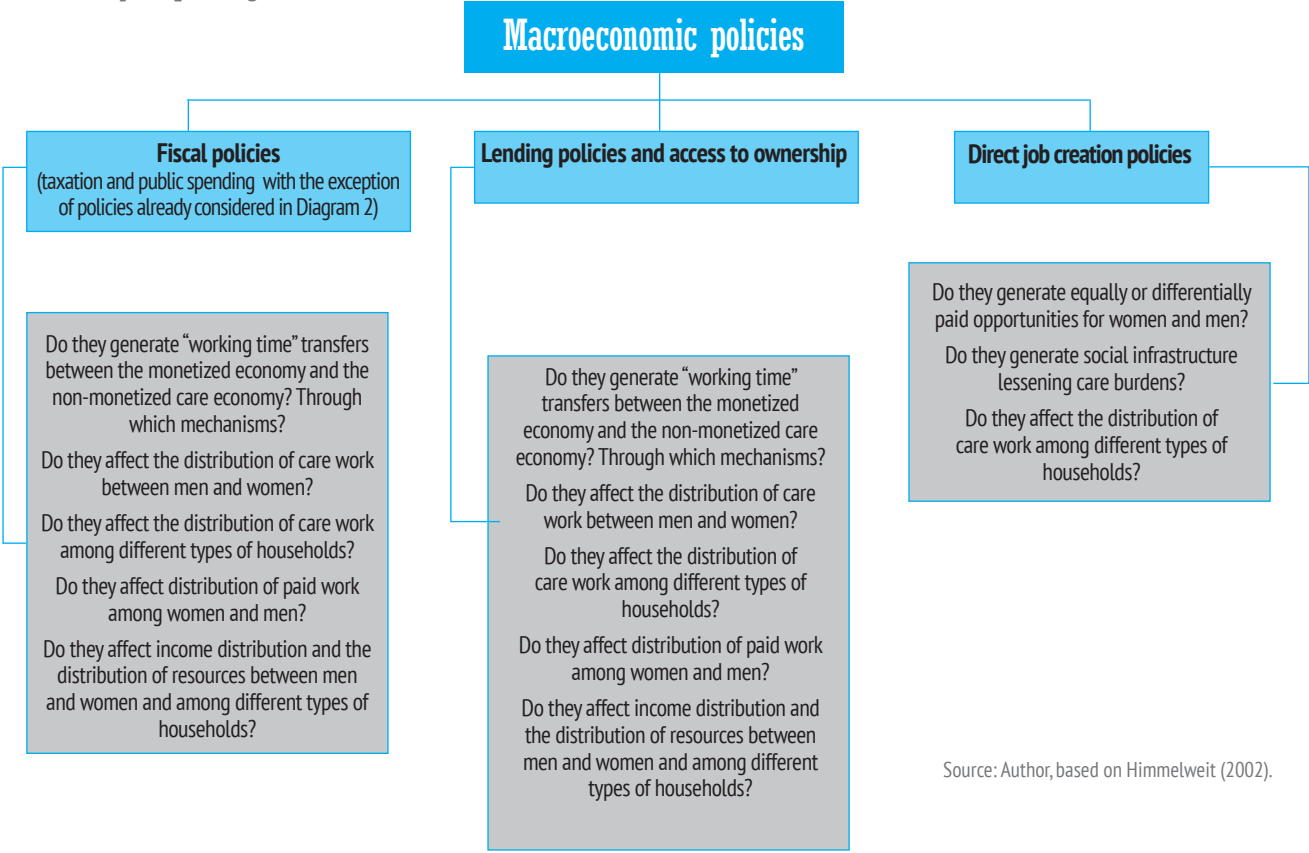 Macroeconomic policies
Fiscal policies
(taxation and public spending with the exception
of policies already considered in Diagram 2)
Do they generate “working time” transfers
between the monetized economy and the
non-monetized care economy? Through
which mechanisms?
Do they affect the distribution of care work
between men and women?
Do they affect the distribution of care work
among different types of households?
Do they affect distribution of paid work
among women and men?
Do they affect income distribution and the
distribution of resources between men
and women and among different types of
households?
Lending policies and access to ownership
Do they generate “working time”
transfers between the monetized
economy and the non-monetized care
economy? Through which mechanisms?
Do they affect the distribution of care
work between men and women?
Do they affect the distribution of
care work among different types of
households?
Do they affect distribution of paid work
among women and men?
Do they affect income distribution and
the distribution of resources between
men and women and among different
types of households?
Direct job creation policies
Do they generate equally or differentially
paid opportunities for women and men?
Do they generate social infrastructure
lessening care burdens?
Do they affect the distribution of
care work among different types of
households?
Source: Author, based on Himmelweit (2002).